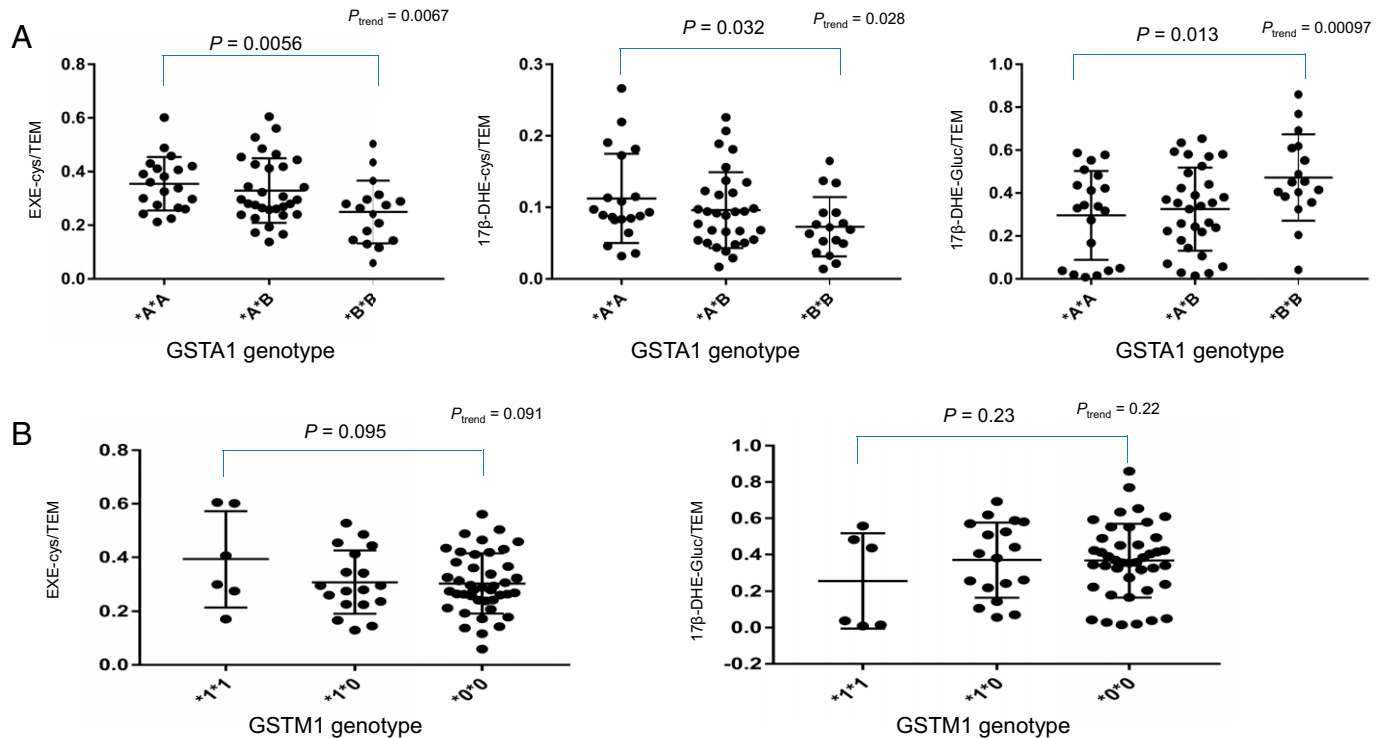 A
P = 0.0056
Ptrend = 0.0067
EXE-cys/TEM
0.8
0.6
0.4
0.2
0.0
*A*A
*A*B
*B*B
GSTA1 genotype
P = 0.032
Ptrend = 0.028
17β-DHE-cys/TEM
0.3
0.2
0.1
0.0
*A*A
*A*B
*B*B
GSTA1 genotype
P = 0.013
Ptrend = 0.00097
17β-DHE-Gluc/TEM
1.0
0.8
0.6
0.4
0.2
0.0
*A*A
*A*B
*B*B
GSTA1 genotype
B
P = 0.095
Ptrend = 0.091
EXE-cys/TEM
0.8
0.6
0.4
0.2
0.0
*1*1
*1*0
*0*0
GSTM1 genotype
P = 0.23
Ptrend = 0.22
17β-DHE-Gluc/TEM
1.0
0.8
0.6
0.4
0.2
0.0
-0.2
*1*1
*1*0
*0*0
GSTM1 genotype